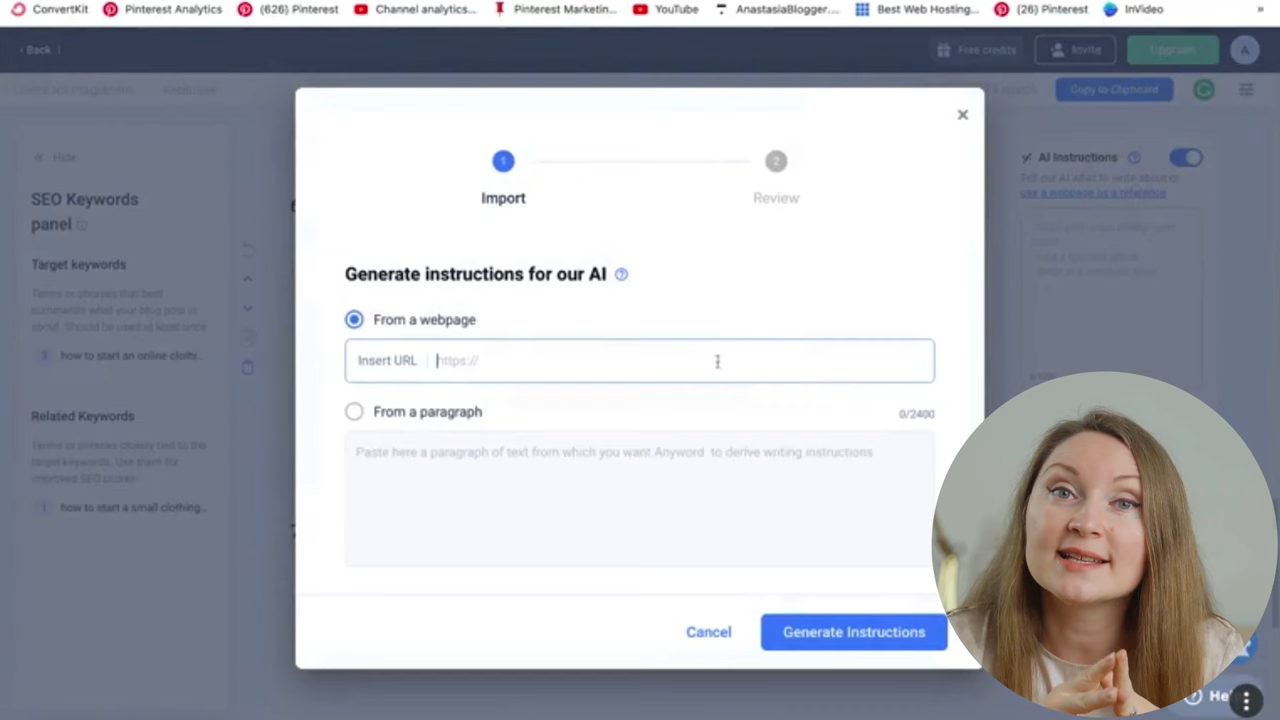 ConvertKit Pinterest Analytics (626) Pinterest Channel analytics... Pinterest Marketin... YouTube AnastasiaBlogger.... Best Web Hosting... (26) Pinterest InVideo »
‹ Back Free credits Invite Upgrade A
Copy to Clipboard
Hide
SEO Keywords
panel
Target keywords
Terms or phrases that best
summarize what your blog post is
about. Should be used at least once
3 how to start an online clothi..
Related Keywords
Terms or phrases closely tied to the
target keywords. Use them for
improved SEO scores
1 how to start a small clothing..
1 2
Import Review
Generate instructions for our AI ?
From a webpage
Insert URL https://
From a paragraph 0/2400
Paste here a paragraph of text from which you want Anyword to derive writing instructions
Cancel Generate Instructions
AI Instructions ?
Tell our AI what to write about or
use a webpage as a reference